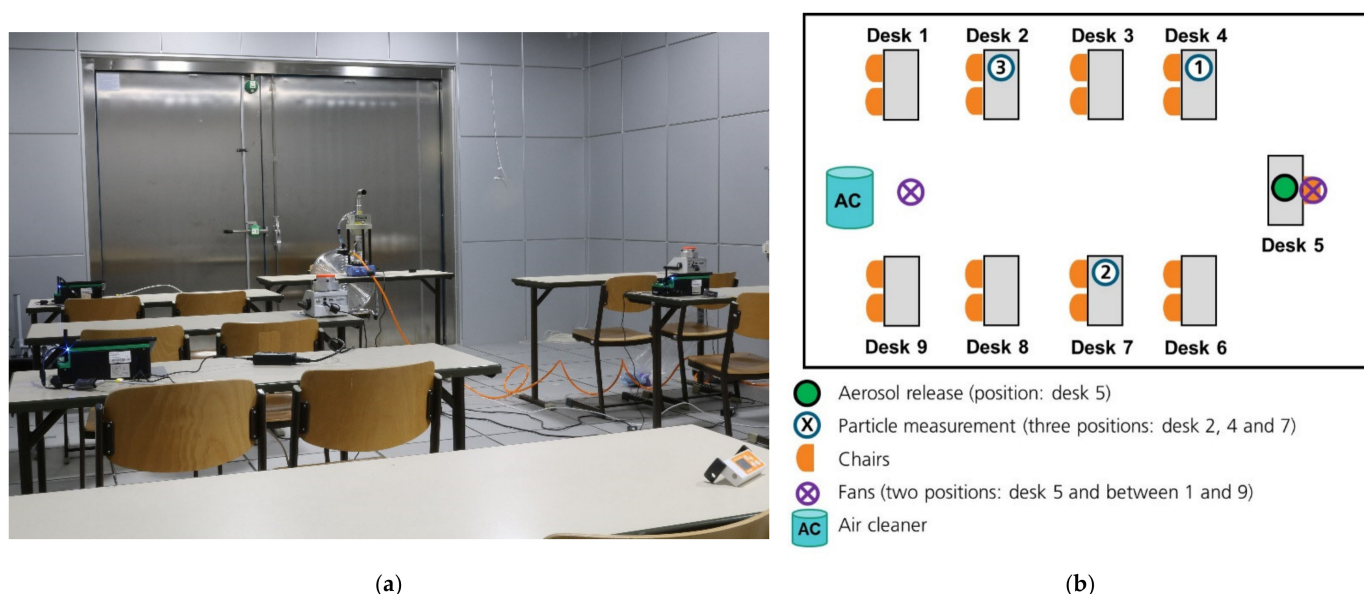 Desk 1 Desk 2 Desk 3 Desk 4
3 1
AC
Desk 5
2
Desk 9 Desk 8 Desk 7 Desk 6
Aerosol release (position: desk 5)
X Particle measurement (three positions: desk 2, 4 and 7)
Chairs
Fans (two positions: desk 5 and between 1 and 9)
AC Air cleaner
(a) (b)